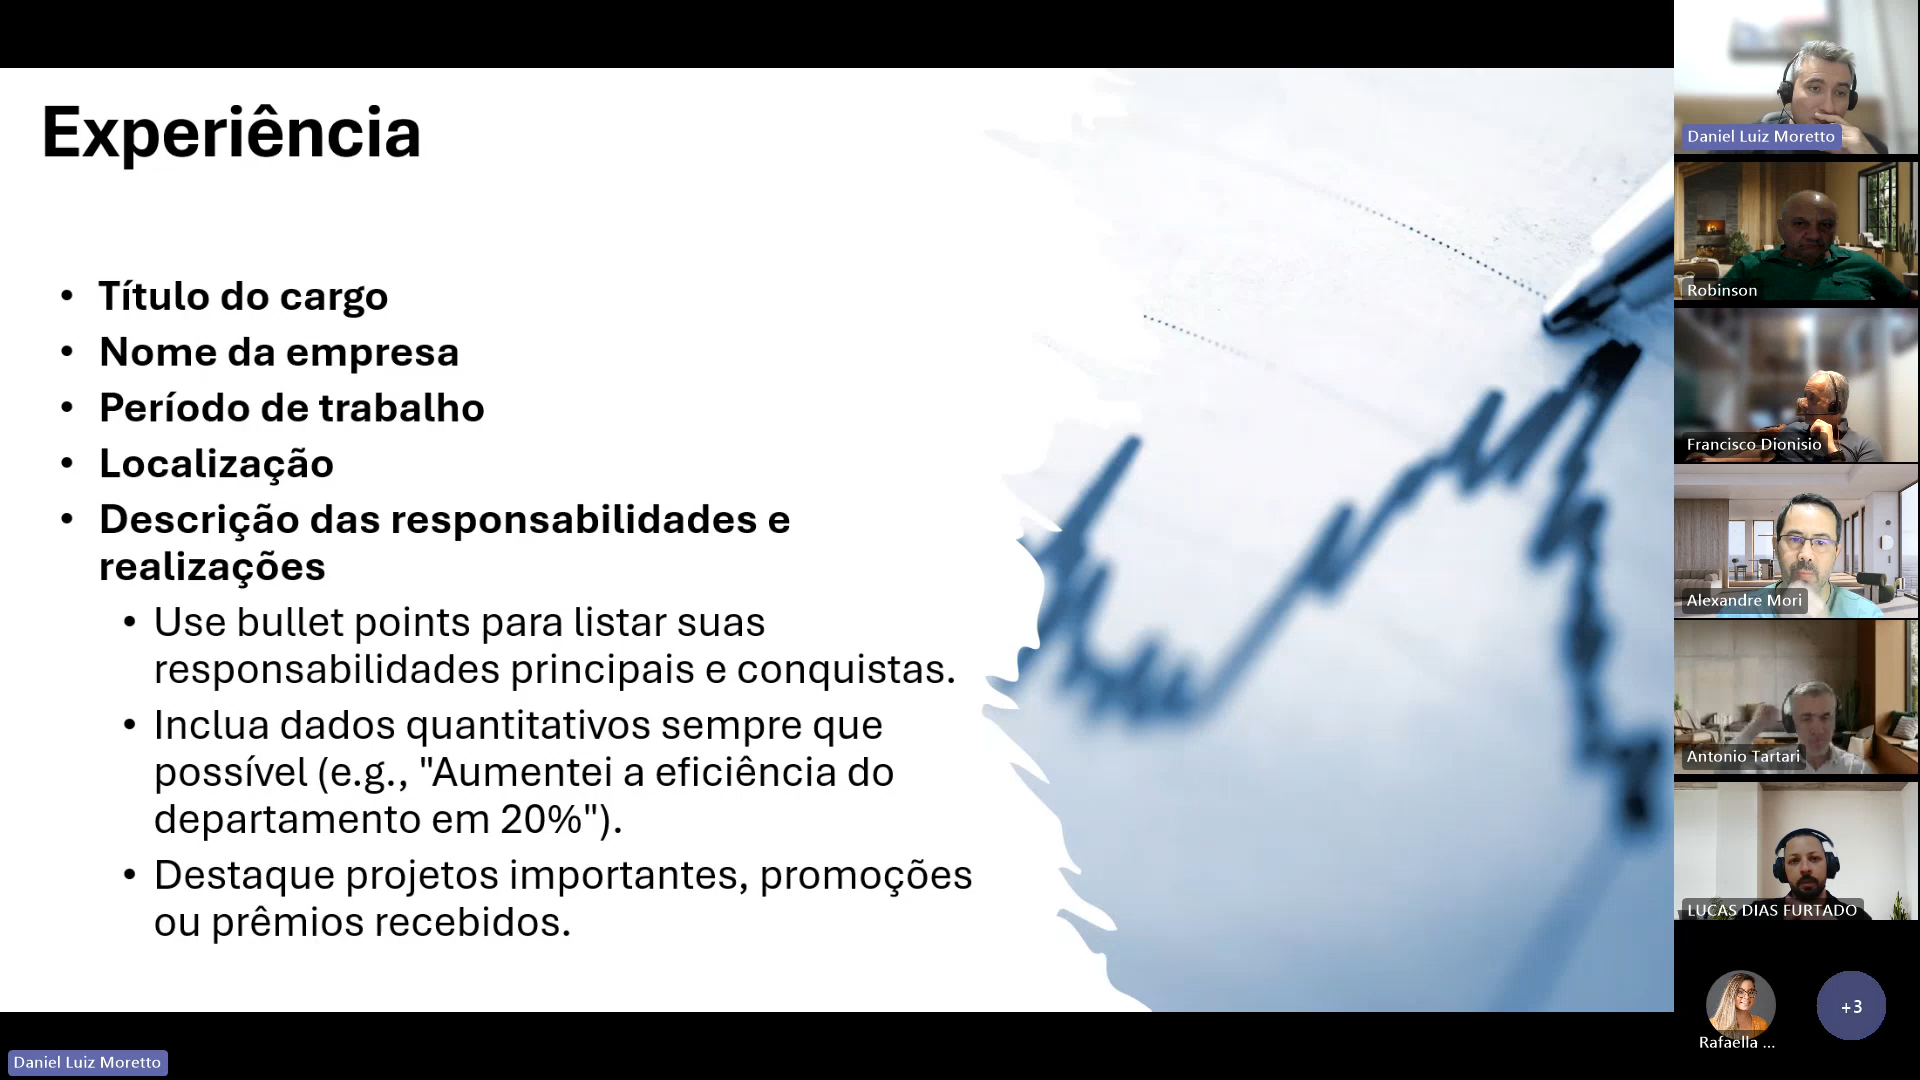 Experiência
• Título do cargo
• Nome da empresa
• Período de trabalho
• Localização
• Descrição das responsabilidades e
realizações
• Use bullet points para listar suas
responsabilidades principais e conquistas.
• Inclua dados quantitativos sempre que
possível (e.g., "Aumentei a eficiência do
departamento em 20%").
• Destaque projetos importantes, promoções
ou prêmios recebidos.
Daniel Luiz Moretto
Daniel Luiz Moretto
Robinson
Francisco Dionisio
Alexandre Mori
Antonio Tartari
LUCAS DIAS FURTADO
Rafaella ...
+3